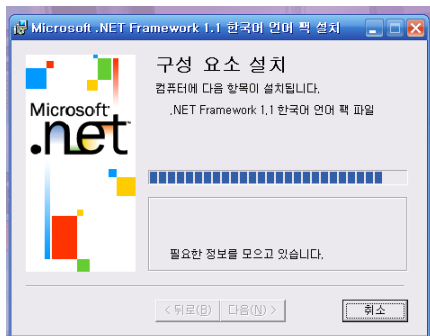 Microsoft .NET Framework 1.1 한국어 언어 팩 설치
구성 요소 설치
컴퓨터에 다음 항목이 설치됩니다.
.NET Framework 1.1 한국어 언어 팩 파일
Microsoft
.net
필요한 정보를 모으고 있습니다.
< 뒤로(B) 다음(N) > 취소